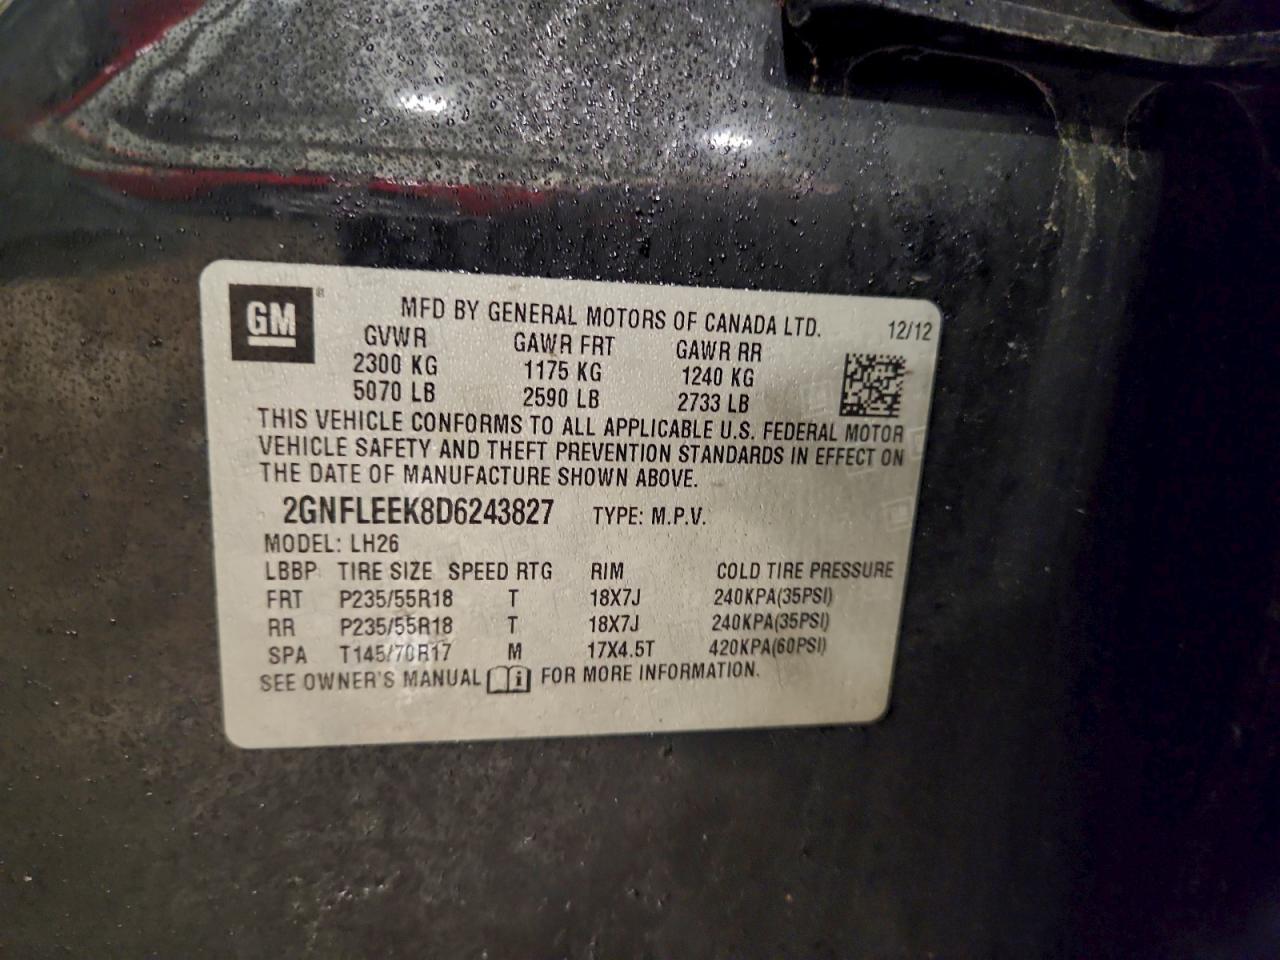 GM ®
MFD BY GENERAL MOTORS OF CANADA LTD. 12/12
GVWR GAWR FRT GAWR RR
2300 KG 1175 KG 1240 KG
5070 LB 2590 LB 2733 LB
THIS VEHICLE CONFORMS TO ALL APPLICABLE U.S. FEDERAL MOTOR
VEHICLE SAFETY AND THEFT PREVENTION STANDARDS IN EFFECT ON
THE DATE OF MANUFACTURE SHOWN ABOVE.
2GNFLEEK8D6243827 TYPE: M.P.V.
MODEL: LH26
LBBP TIRE SIZE SPEED RTG RIM COLD TIRE PRESSURE
FRT P235/55R18 T 18X7J 240KPA(35PSI)
RR P235/55R18 T 18X7J 240KPA(35PSI)
SPA T145/70R17 M 17X4.5T 420KPA(60PSI)
SEE OWNER'S MANUAL i FOR MORE INFORMATION.